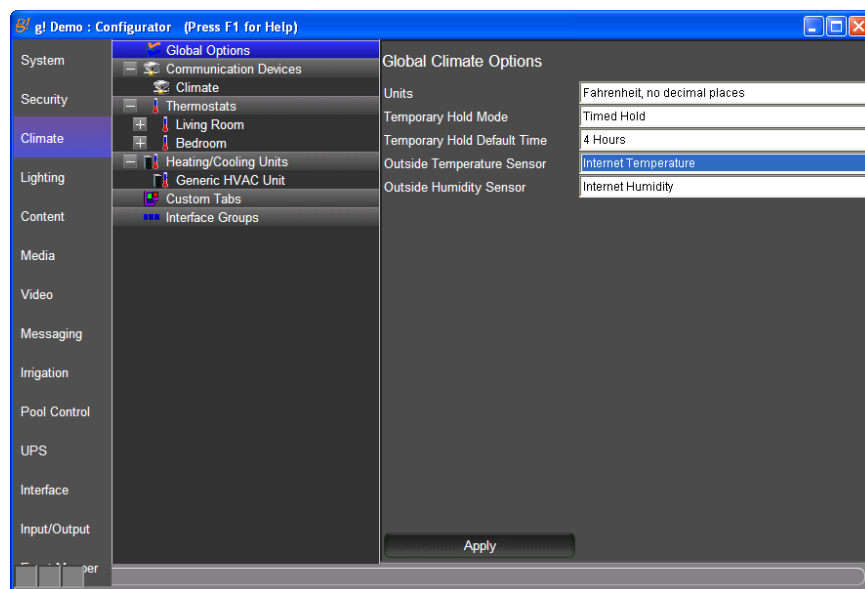 g! g! Demo : Configurator (Press F1 for Help)
System
Security
Climate
Lighting
Content
Media
Video
Messaging
Irrigation
Pool Control
UPS
Interface
Input/Output
Global Options
Communication Devices
Climate
Thermostats
Living Room
Bedroom
Heating/Cooling Units
Generic HVAC Unit
Custom Tabs
Interface Groups
Global Climate Options
Units Fahrenheit, no decimal places
Temporary Hold Mode Timed Hold
Temporary Hold Default Time 4 Hours
Outside Temperature Sensor Internet Temperature
Outside Humidity Sensor Internet Humidity
Apply